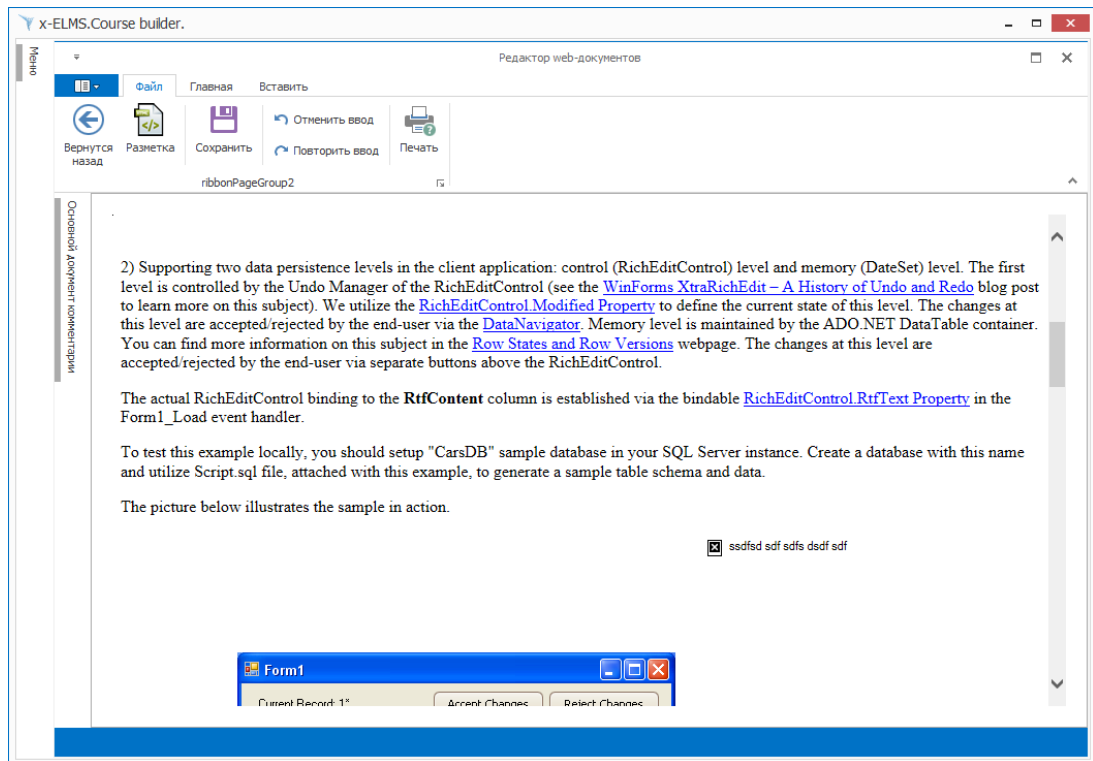 x-ELMS.Course builder.
Меню
Редактор web-документов
Файл Главная Вставить
Вернутся назад
Разметка
Сохранить
Отменить ввод
Повторить ввод
Печать
ribbonPageGroup2
Основной документ комментарии
2) Supporting two data persistence levels in the client application: control (RichEditControl) level and memory (DateSet) level. The first
level is controlled by the Undo Manager of the RichEditControl (see the WinForms XtraRichEdit – A History of Undo and Redo blog post
to learn more on this subject). We utilize the RichEditControl.Modified Property to define the current state of this level. The changes at
this level are accepted/rejected by the end-user via the DataNavigator. Memory level is maintained by the ADO.NET DataTable container.
You can find more information on this subject in the Row States and Row Versions webpage. The changes at this level are
accepted/rejected by the end-user via separate buttons above the RichEditControl.
The actual RichEditControl binding to the RtfContent column is established via the bindable RichEditControl.RtfText Property in the
Form1_Load event handler.
To test this example locally, you should setup "CarsDB" sample database in your SQL Server instance. Create a database with this name
and utilize Script.sql file, attached with this example, to generate a sample table schema and data.
The picture below illustrates the sample in action.
ssdfsd sdf sdfs dsdf sdf
Form1
Current Record: 1* Accept Changes Reject Changes